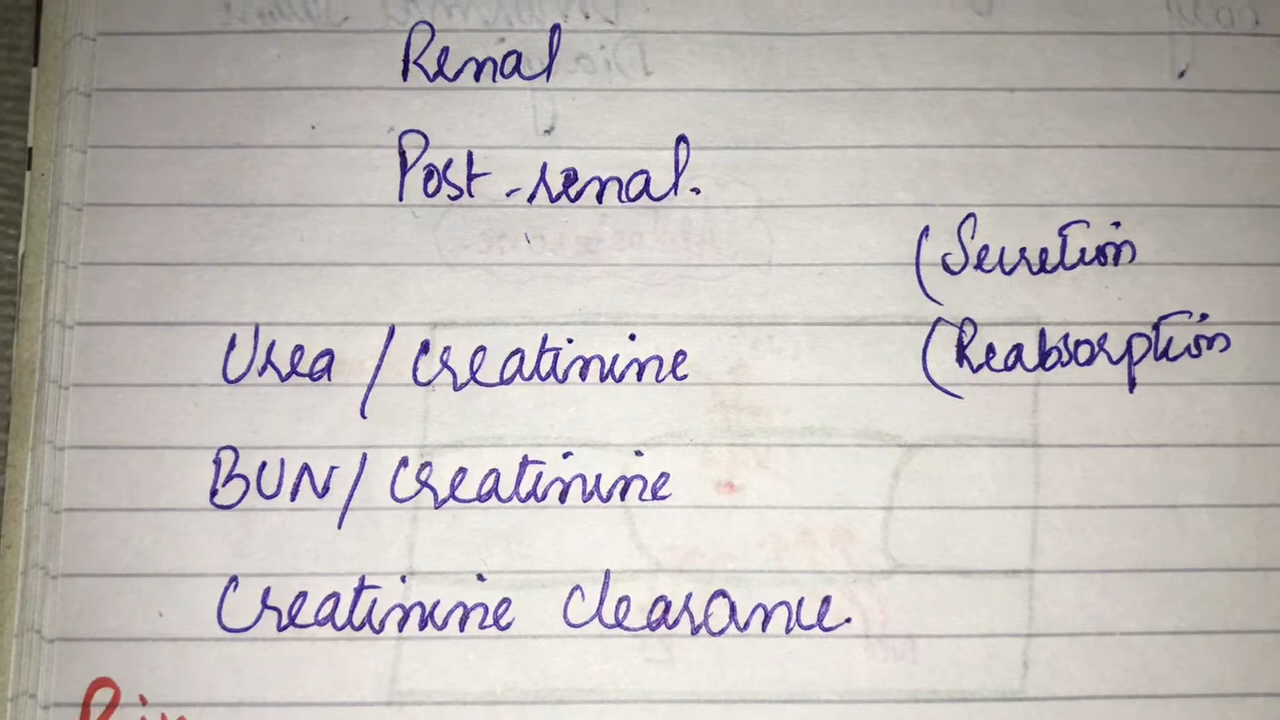 Renal
Post-renal.
(Secretion
Urea / Creatinine
(Reabsorption
BUN / Creatinine
Creatinine clearance.